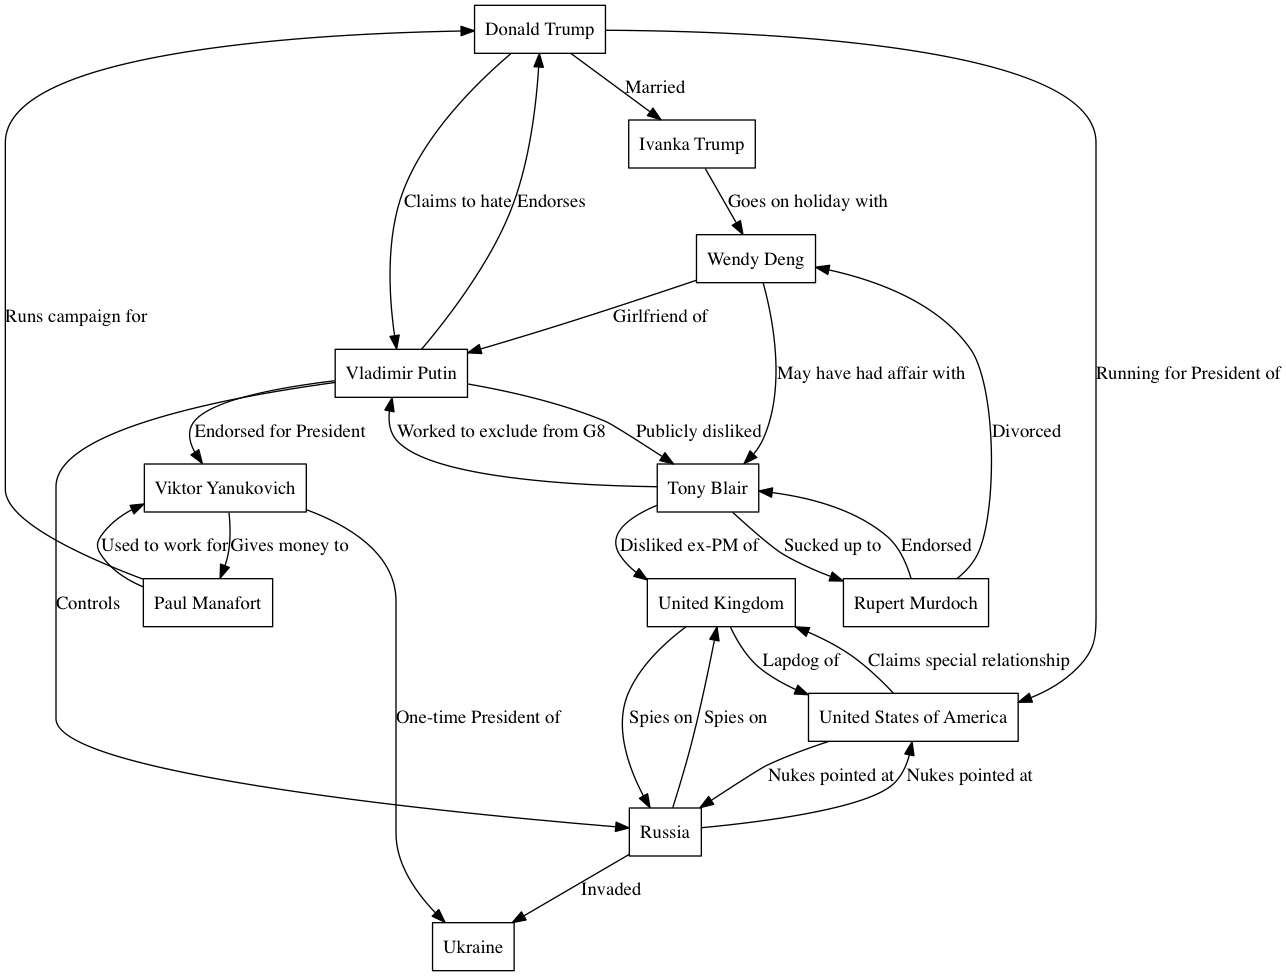 Donald Trump
Married
Ivanka Trump
Claims to hate
Endorses
Goes on holiday with
Wendy Deng
Runs campaign for
Girlfriend of
Vladimir Putin
May have had affair with
Running for President of
Endorsed for President
Worked to exclude from G8
Publicly disliked
Divorced
Viktor Yanukovich
Tony Blair
Used to work for
Gives money to
Disliked ex-PM of
Sucked up to
Endorsed
Controls
Paul Manafort
United Kingdom
Rupert Murdoch
Lapdog of
Claims special relationship
One-time President of
Spies on
Spies on
United States of America
Nukes pointed at
Nukes pointed at
Russia
Invaded
Ukraine